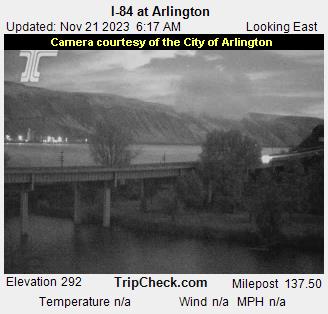 I-84 at Arlington
Updated: Nov 21 2023 6:17 AM Looking East
Camera courtesy of the City of Arlington
Elevation 292 TripCheck.com Milepost 137.50
Temperature n/a Wind n/a MPH n/a